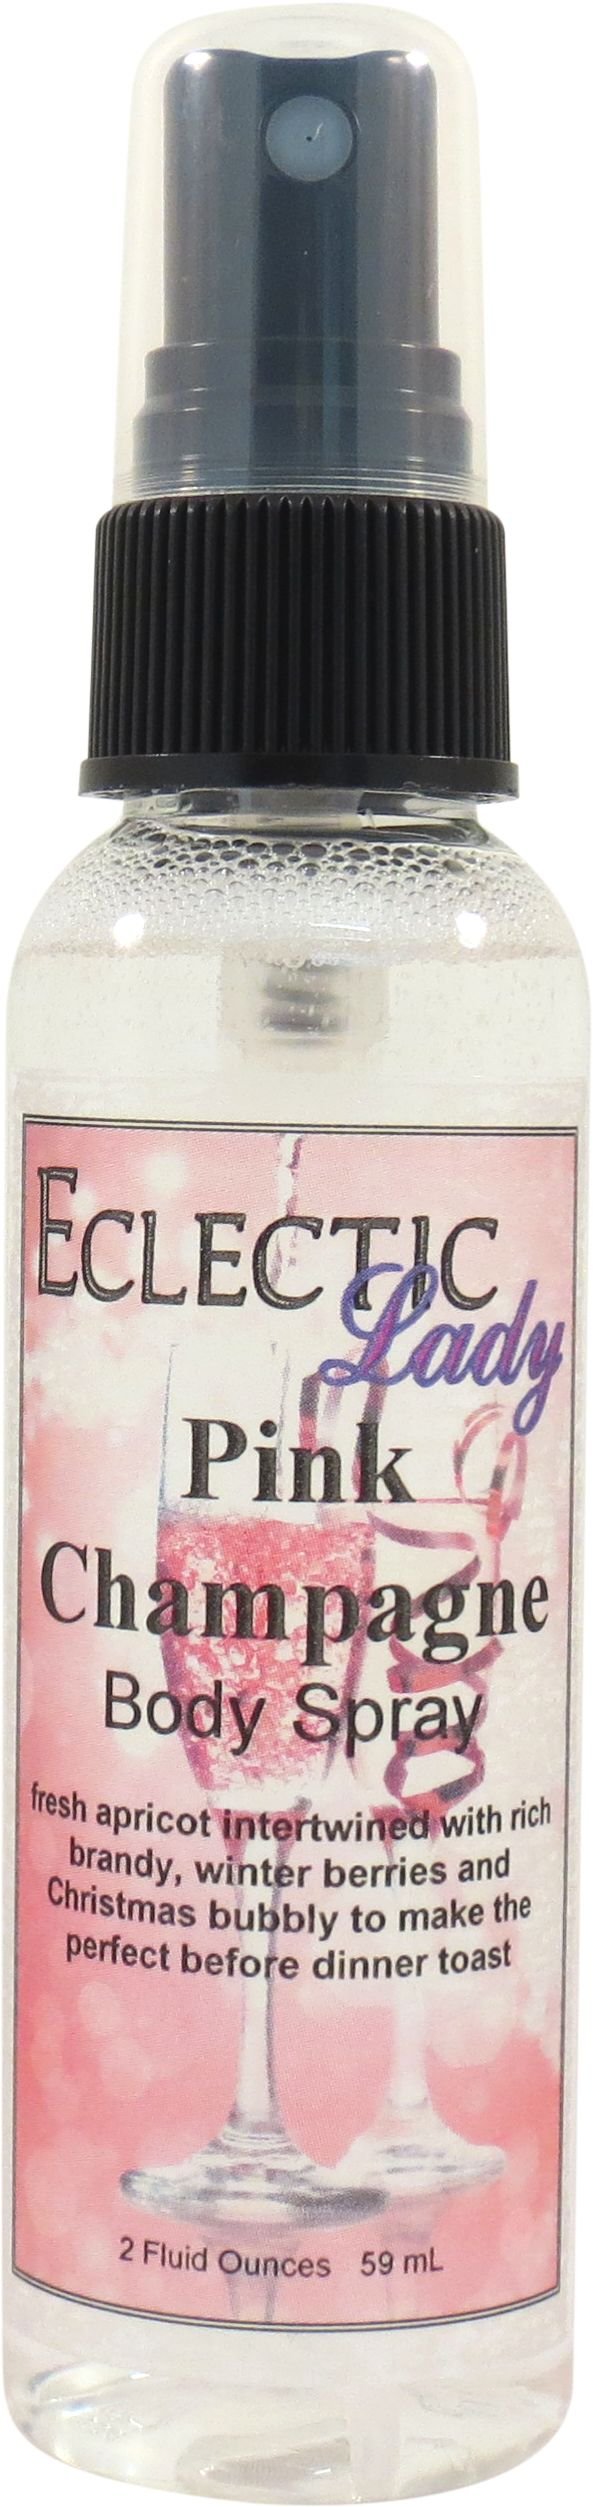 ECLECTIC
Lady
Pink
Champagne
Body Spray
fresh apricot intertwined with rich
brandy, winter berries and
Christmas bubbly to make the
perfect before dinner toast
2 Fluid Ounces 59 mL